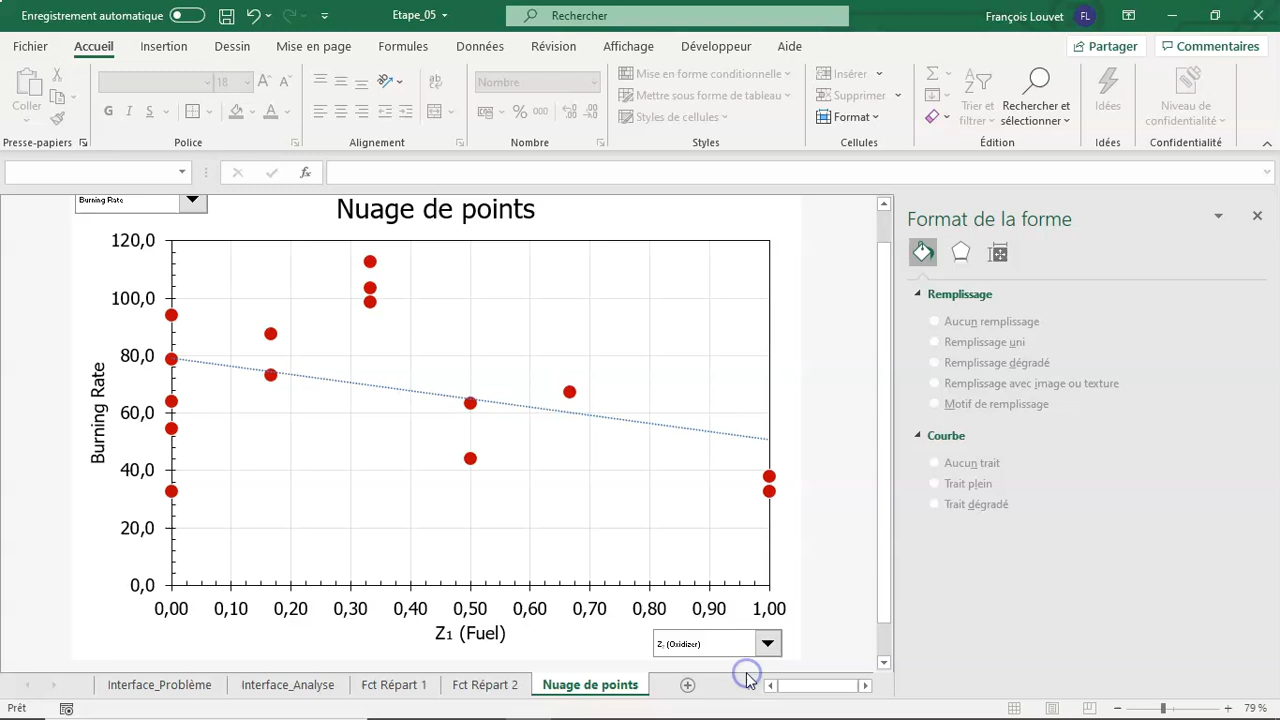 Enregistrement automatique
Etape_05
Rechercher
François Louvet
FL
Fichier
Accueil
Insertion
Dessin
Mise en page
Formules
Données
Révision
Affichage
Développeur
Aide
Partager
Commentaires
Coller
18
G I S
Nombre
% 000
Mise en forme conditionnelle
Mettre sous forme de tableau
Styles de cellules
Insérer
Supprimer
Format
Trier et
filtrer
Rechercher et
sélectionner
Idées
Niveau de
confidentialité
Presse-papiers
Police
Alignement
Nombre
Styles
Cellules
Édition
Idées
Confidentialité
fx
Burning Rate
Nuage de points
120,0
100,0
80,0
60,0
40,0
20,0
0,0
Burning Rate
0,00 0,10 0,20 0,30 0,40 0,50 0,60 0,70 0,80 0,90 1,00
Z₁ (Fuel)
Z₂ (Oxidizer)
Format de la forme
Remplissage
Aucun remplissage
Remplissage uni
Remplissage dégradé
Remplissage avec image ou texture
Motif de remplissage
Courbe
Aucun trait
Trait plein
Trait dégradé
Interface_Problème
Interface_Analyse
Fct Répart 1
Fct Répart 2
Nuage de points
Prêt
79 %